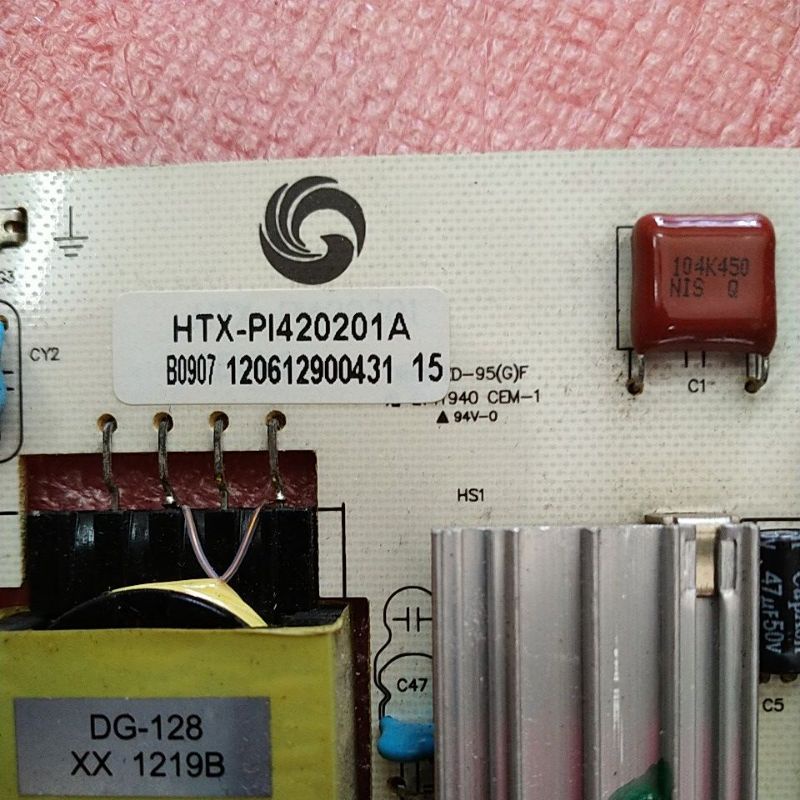 HTX-PI420201A
B0907 120612900431 15
CY2
D-95(G)F
940 CEM-1
94V-0
104K450
NIS Q
C1
HS1
47µF50V
C47
C5
DG-128
XX 1219B